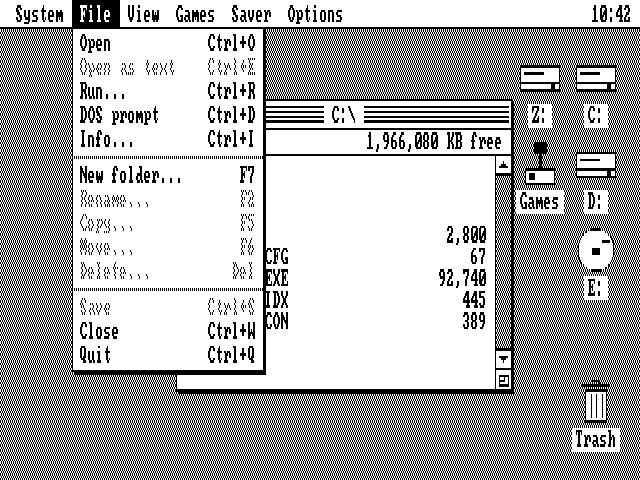 System File View Games Saver Options 10:42
Open Ctrl+O
Open as text Ctrl+E
Run... Ctrl+R
DOS prompt Ctrl+D
Info... Ctrl+I
New folder... F7
Rename... F2
Copy... F5
Move... F6
Delete... Del
Save Ctrl+S
Close Ctrl+W
Quit Ctrl+Q
C:\
1,966,080 KB free
2,800
CFG 67
EXE 92,740
IDX 445
CON 389
Z: C:
Games D:
E:
Trash